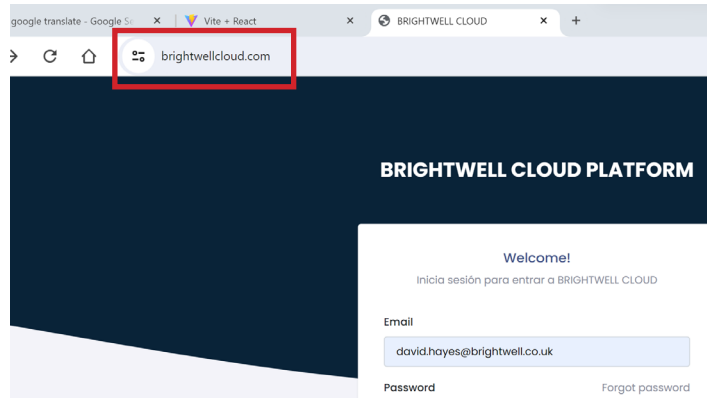 google translate - Google Se
Vite + React
BRIGHTWELL CLOUD
brightwellcloud.com
BRIGHTWELL CLOUD PLATFORM
Welcome!
Inicia sesión para entrar a BRIGHTWELL CLOUD
Email
david.hayes@brightwell.co.uk
Password Forgot password